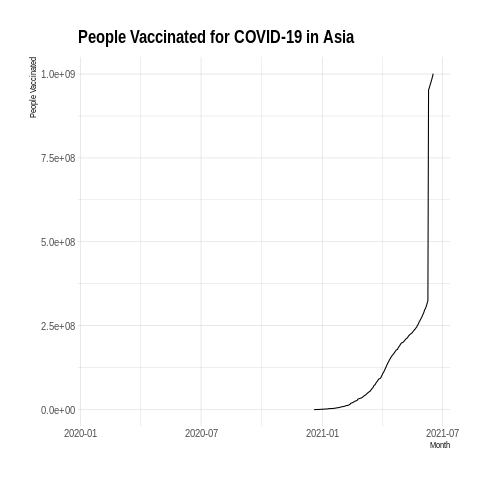 People Vaccinated for COVID-19 in Asia
People Vaccinated
1.0e+09
7.5e+08
5.0e+08
2.5e+08
0.0e+00
2020-01 2020-07 2021-01 2021-07
Month